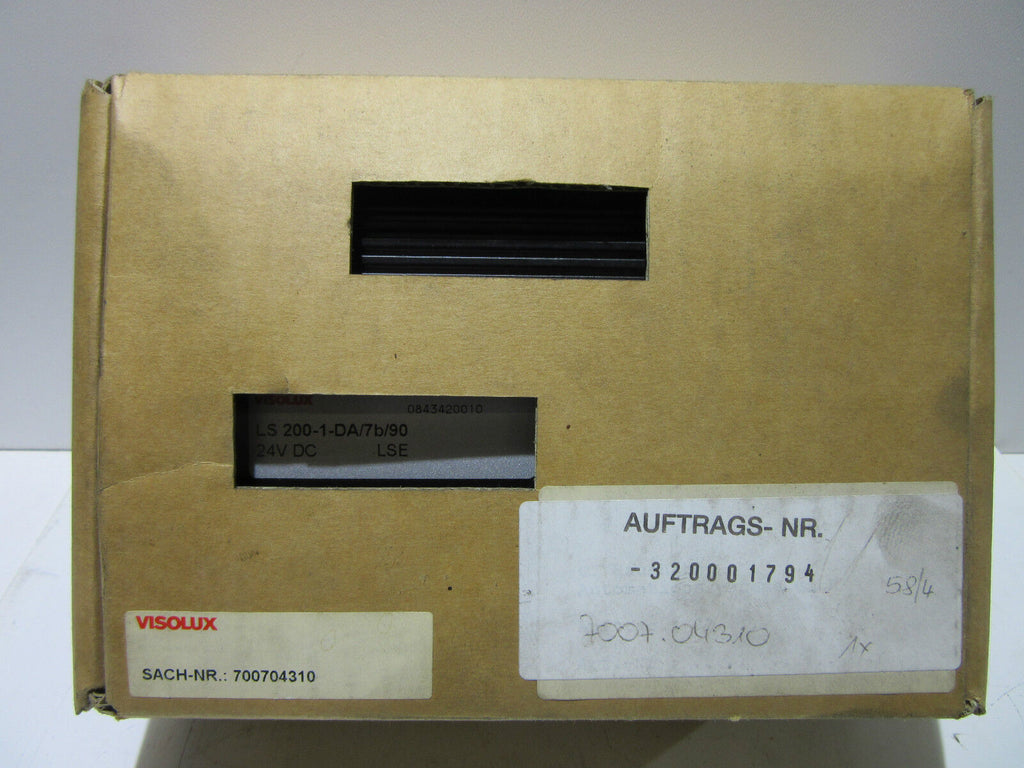 VISOLUX
0843420010
LS 200-1-DA/7b/90
24V DC LSE
AUFTRAGS- NR.
-320001794
58/4
7007.04310
1x
VISOLUX
SACH-NR.: 700704310